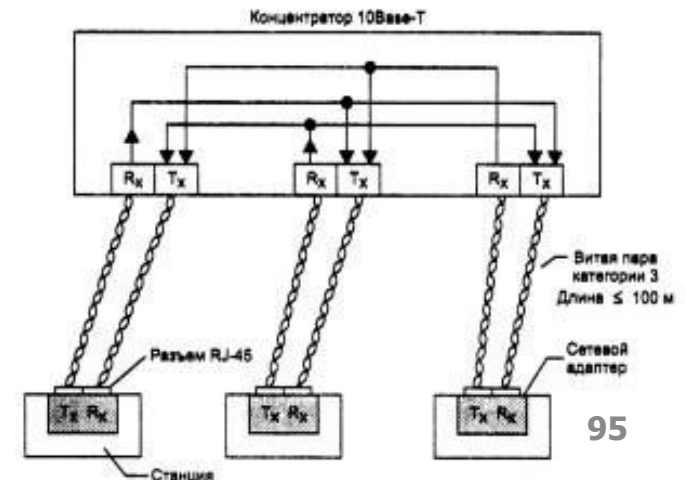 Концентратор 10Base-T
Rx Tx Rx Tx Rx Tx
Витая пара
категории 3
Длина ≤ 100 м
Разъем RJ-45
Сетевой
адаптер
Tx Rx Tx Rx Tx Rx
95
Станция